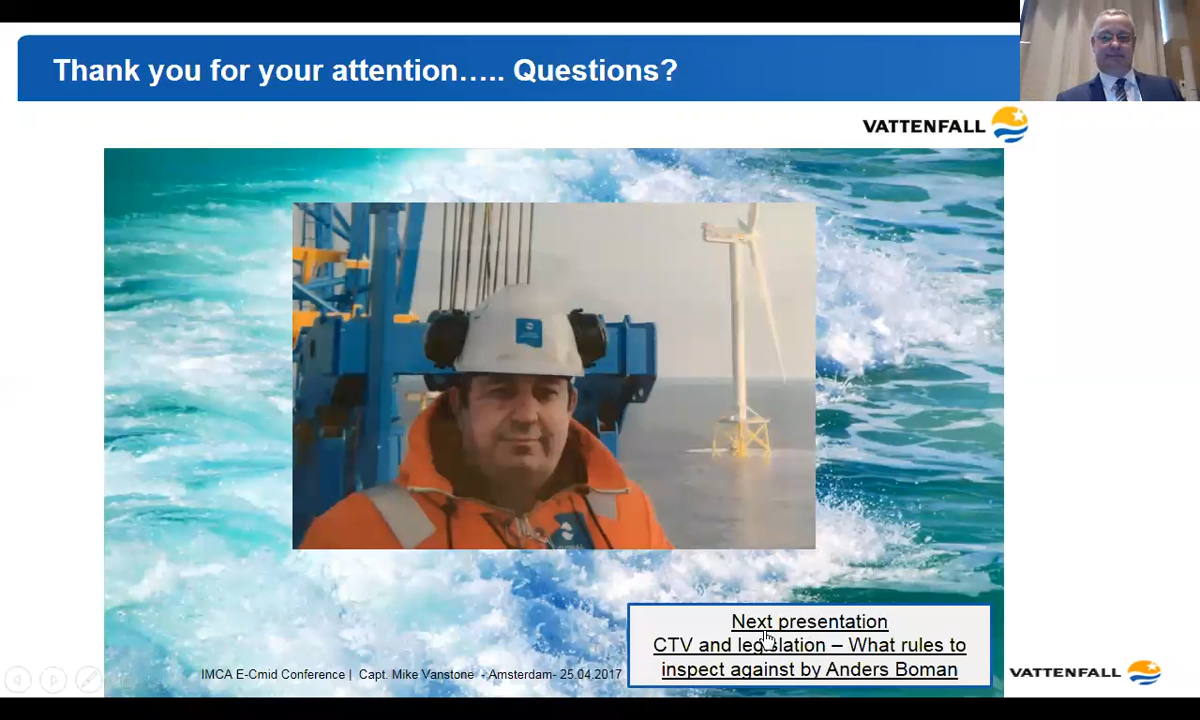 Thank you for your attention….. Questions?
VATTENFALL
Next presentation
CTV and legislation – What rules to
inspect against by Anders Boman
IMCA E-Cmid Conference | Capt. Mike Vanstone - Amsterdam- 25.04.2017
VATTENFALL